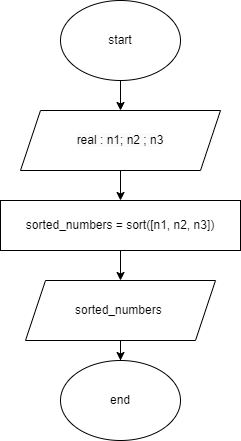 start
real : n1; n2 ; n3
sorted_numbers = sort([n1, n2, n3])
sorted_numbers
end